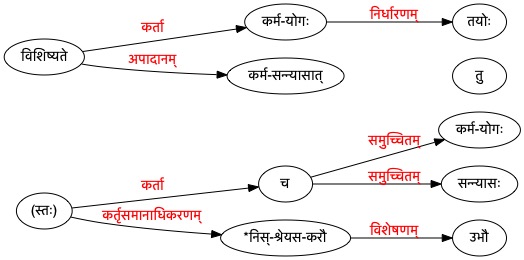 कर्ता
कर्म-योगः
निर्धारणम्
तयोः
विशिष्यते
अपादानम्
कर्म-सन्न्यासात्
तु
समुच्चितम्
कर्म-योगः
कर्ता
च
समुच्चितम्
सन्न्यासः
(स्तः)
कर्तृसमानाधिकरणम्
*निस्-श्रेयस-करौ
विशेषणम्
उभौ